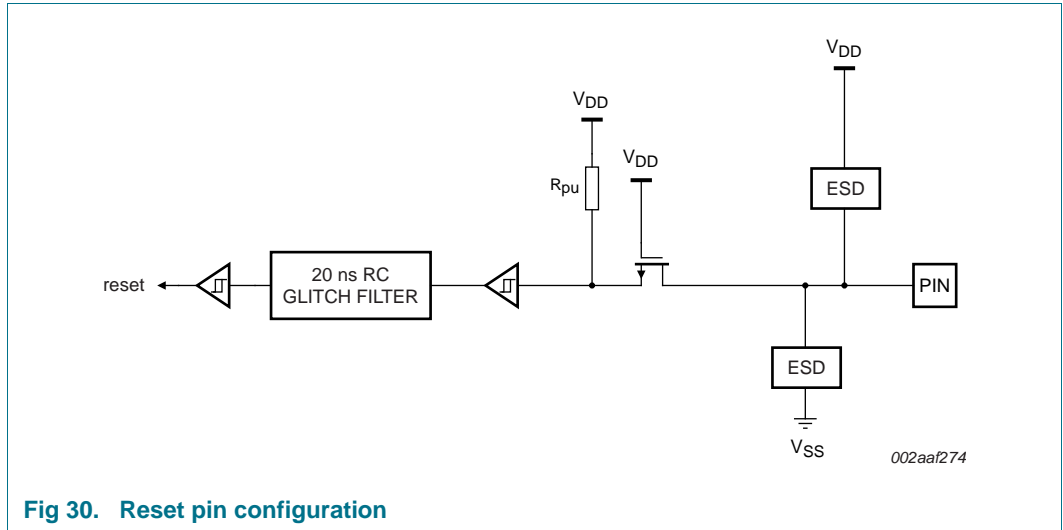 VDD
VDD
VDD
Rpu
ESD
reset
20 ns RC
GLITCH FILTER
PIN
ESD
VSS
002aaf274
Fig 30. Reset pin configuration